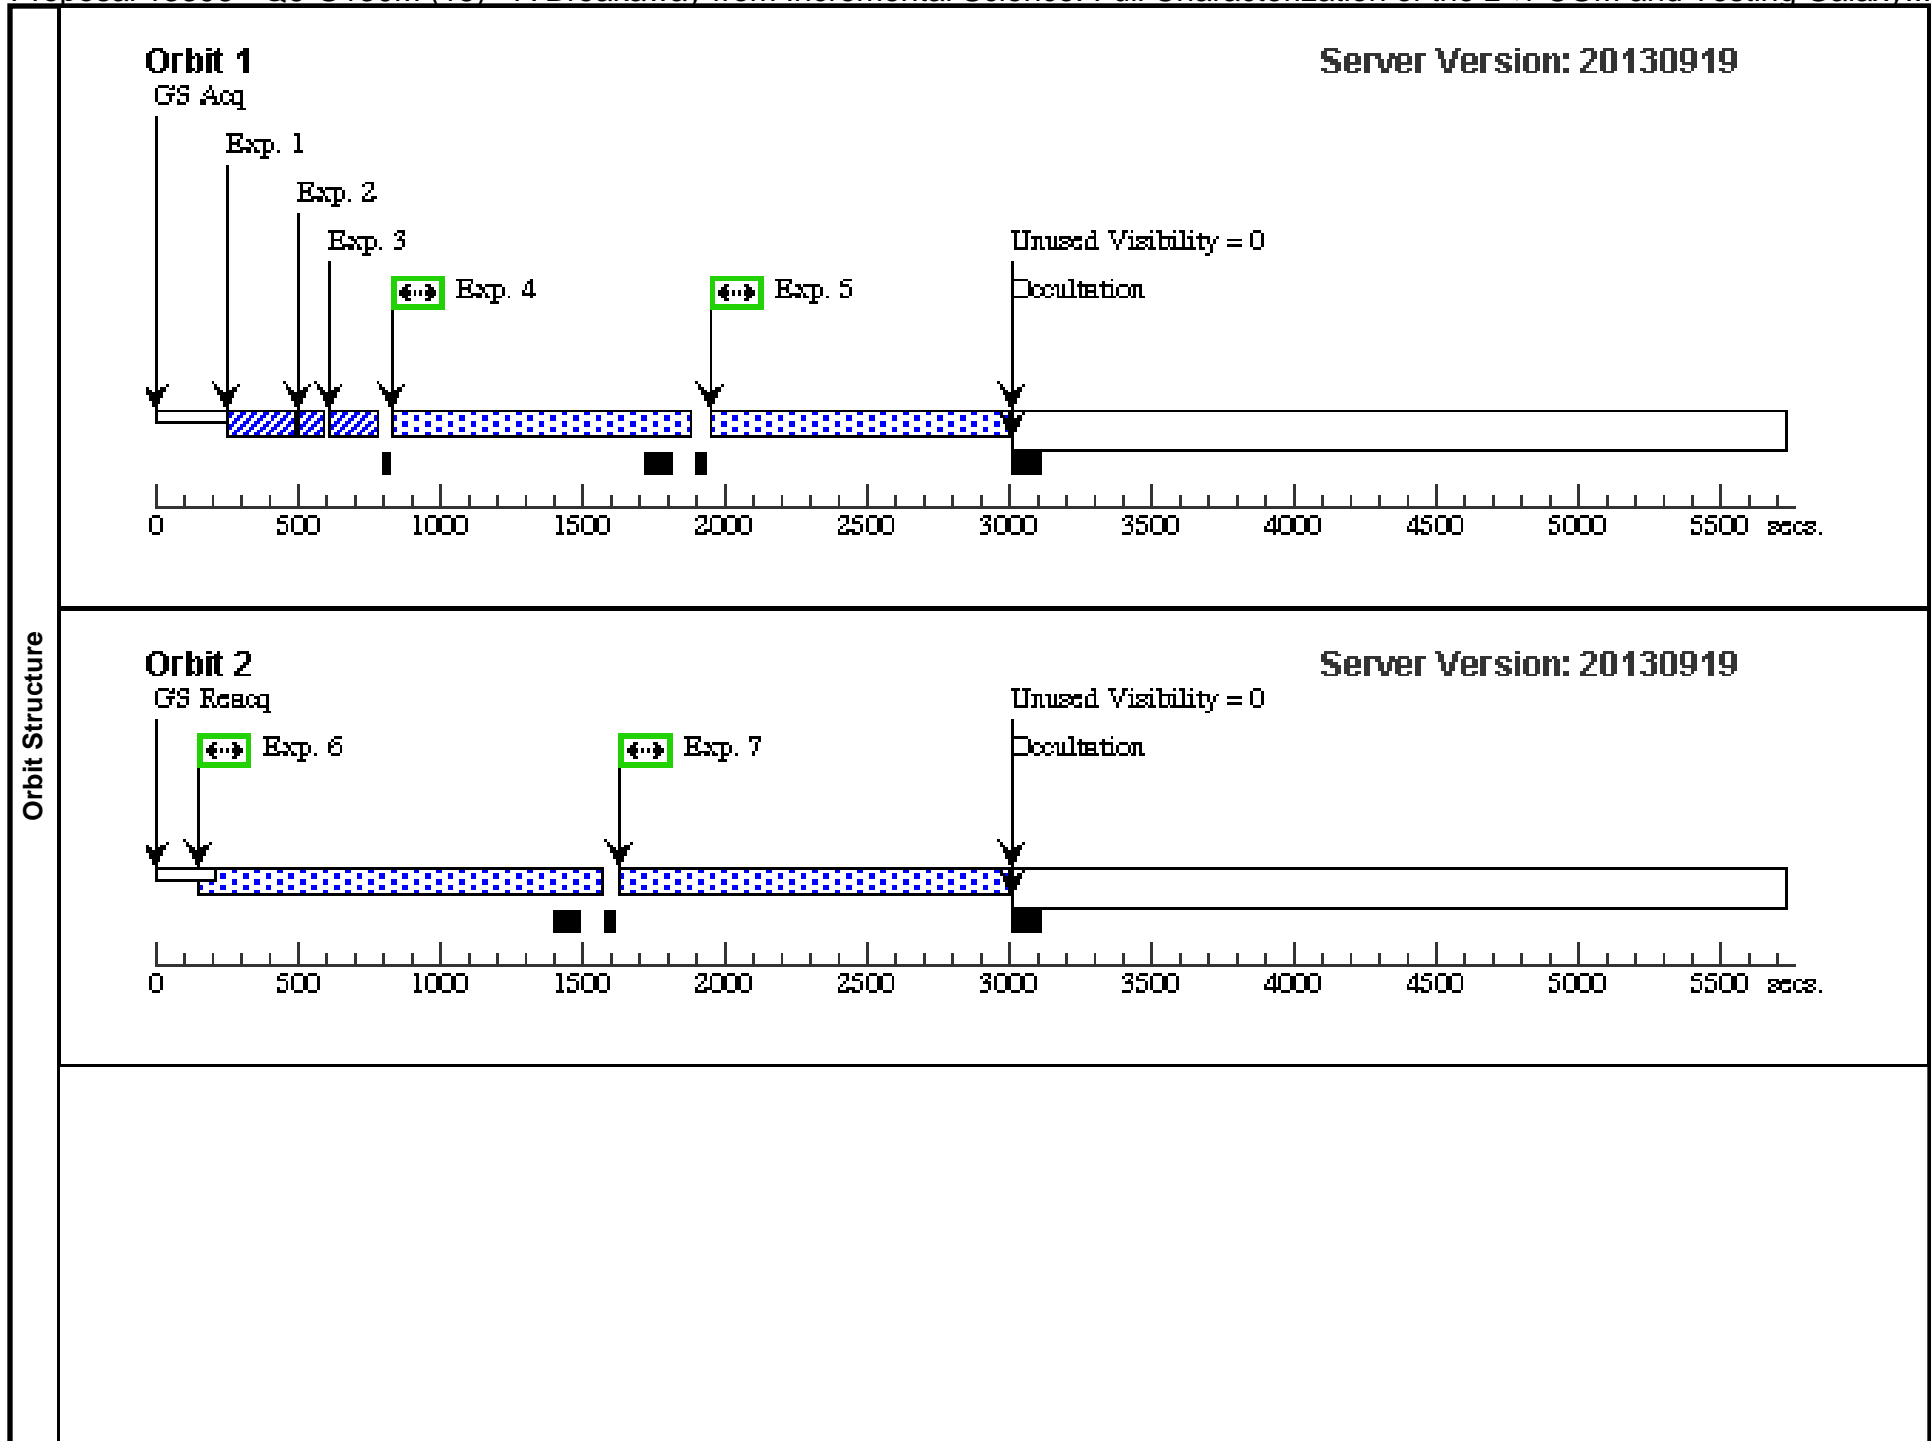 Orbit Structure
Orbit 1
Server Version: 20130919
GS Acq
Exp. 1
Exp. 2
Exp. 3
Unused Visibility = 0
Exp. 4
Exp. 5
Occultation
0 500 1000 1500 2000 2500 3000 3500 4000 4500 5000 5500 secs.
Orbit 2
Server Version: 20130919
GS Reacq
Unused Visibility = 0
Exp. 6
Exp. 7
Occultation
0 500 1000 1500 2000 2500 3000 3500 4000 4500 5000 5500 secs.